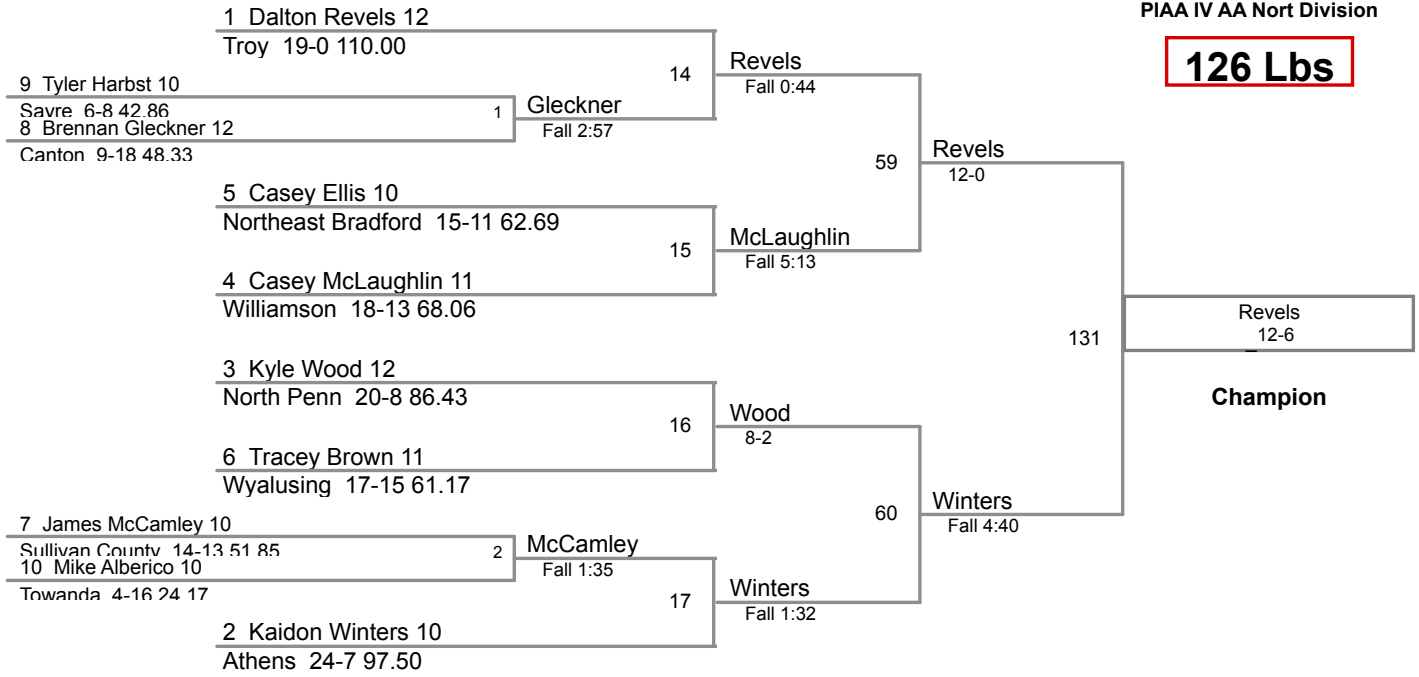 PIAA IV AA Nort Division
126 Lbs
1 Dalton Revels 12
Troy 19-0 110.00
9 Tyler Harbst 10
Sayre 6-8 42.86
8 Brennan Gleckner 12
Canton 9-18 48.33
1
Gleckner
Fall 2:57
14
Revels
Fall 0:44
5 Casey Ellis 10
Northeast Bradford 15-11 62.69
4 Casey McLaughlin 11
Williamson 18-13 68.06
15
McLaughlin
Fall 5:13
59
Revels
12-0
3 Kyle Wood 12
North Penn 20-8 86.43
6 Tracey Brown 11
Wyalusing 17-15 61.17
16
Wood
8-2
7 James McCamley 10
Sullivan County 14-13 51.85
10 Mike Alberico 10
Towanda 4-16 24.17
2
McCamley
Fall 1:35
2 Kaidon Winters 10
Athens 24-7 97.50
17
Winters
Fall 1:32
60
Winters
Fall 4:40
131
Revels
12-6
Champion